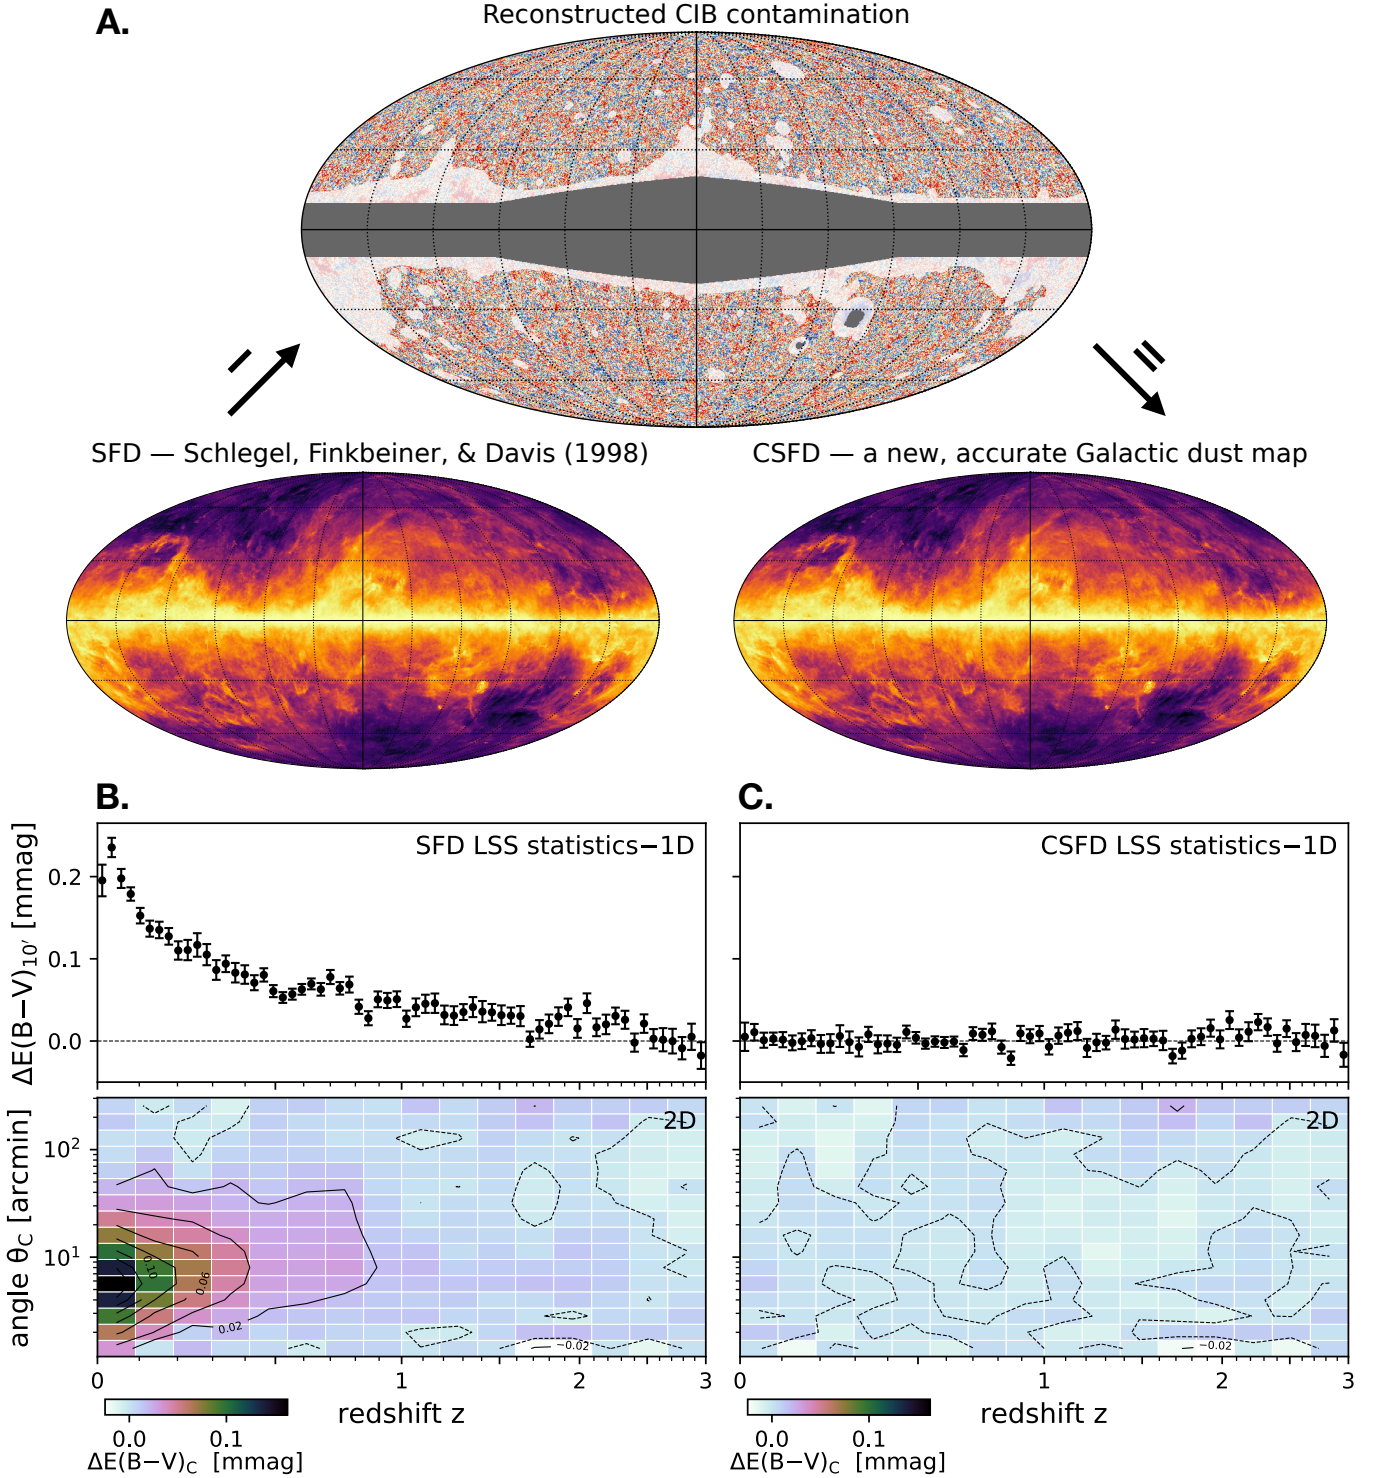 A.
Reconstructed CIB contamination
SFD — Schlegel, Finkbeiner, & Davis (1998)
CSFD — a new, accurate Galactic dust map
B.
SFD LSS statistics−1D
ΔE(B−V)10′ [mmag]
0.2
0.1
0.0
2D
angle θC [arcmin]
10²
10¹
0.10
0.06
0.02
−0.02
0
1
2
3
redshift z
0.0
0.1
ΔE(B−V)C [mmag]
C.
CSFD LSS statistics−1D
2D
−0.02
0
1
2
3
redshift z
0.0
0.1
ΔE(B−V)C [mmag]